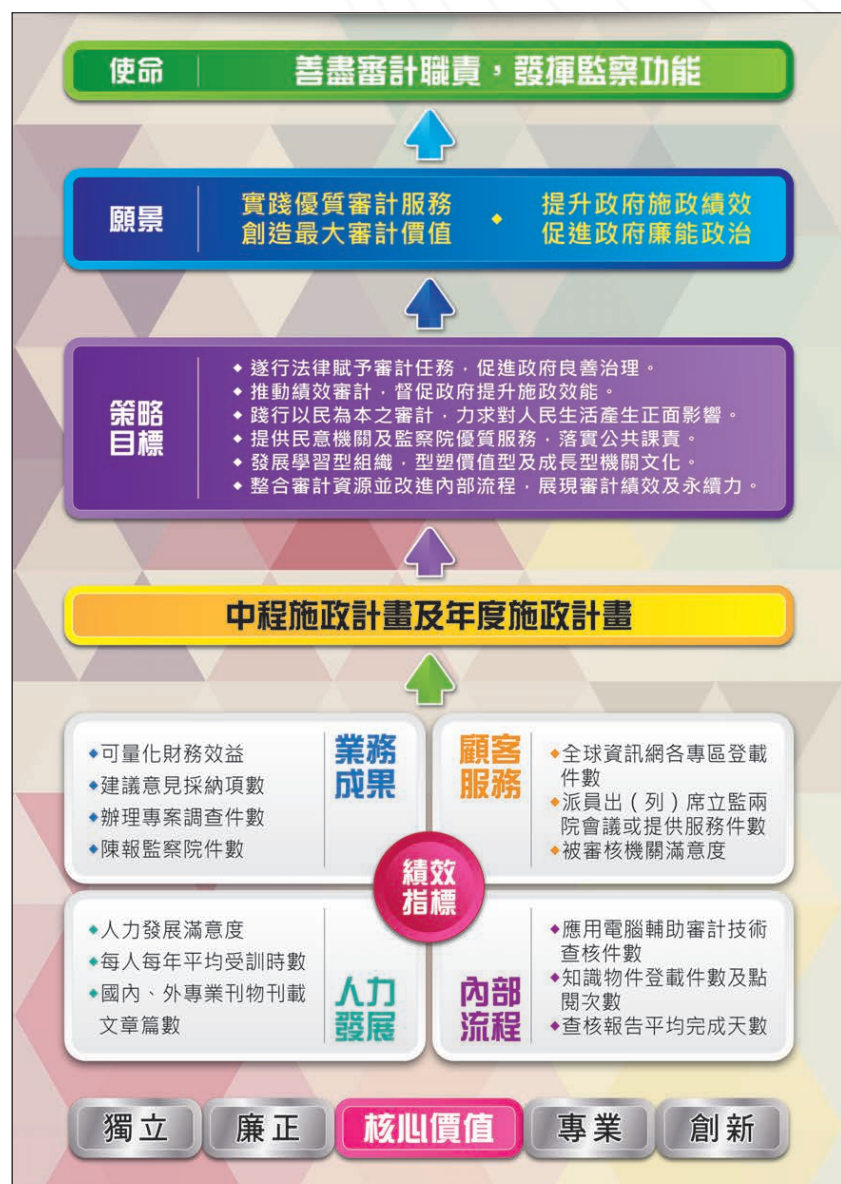 使命 善盡審計職責，發揮監察功能
願景
實踐優質審計服務
創造最大審計價值
◆
提升政府施政績效
促進政府廉能政治
策略
目標
◆遂行法律賦予審計任務，促進政府良善治理。
◆推動績效審計，督促政府提升施政效能。
◆踐行以民為本之審計，力求對人民生活產生正面影響。
◆提供民意機關及監察院優質服務，落實公共課責。
◆發展學習型組織，型塑價值型及成長型機關文化。
◆整合審計資源並改進內部流程，展現審計績效及永續力。
中程施政計畫及年度施政計畫
◆可量化財務效益
◆建議意見採納項數
◆辦理專案調查件數
◆陳報監察院件數
業務
成果
顧客
服務
◆全球資訊網各專區登載
件數
◆派員出（列）席立監兩
院會議或提供服務件數
◆被審核機關滿意度
績效
指標
◆人力發展滿意度
◆每人每年平均受訓時數
◆國內、外專業刊物刊載
文章篇數
人力
發展
內部
流程
◆應用電腦輔助審計技術
查核件數
◆知識物件登載件數及點
閱次數
◆查核報告平均完成天數
獨立 廉正 核心價值 專業 創新